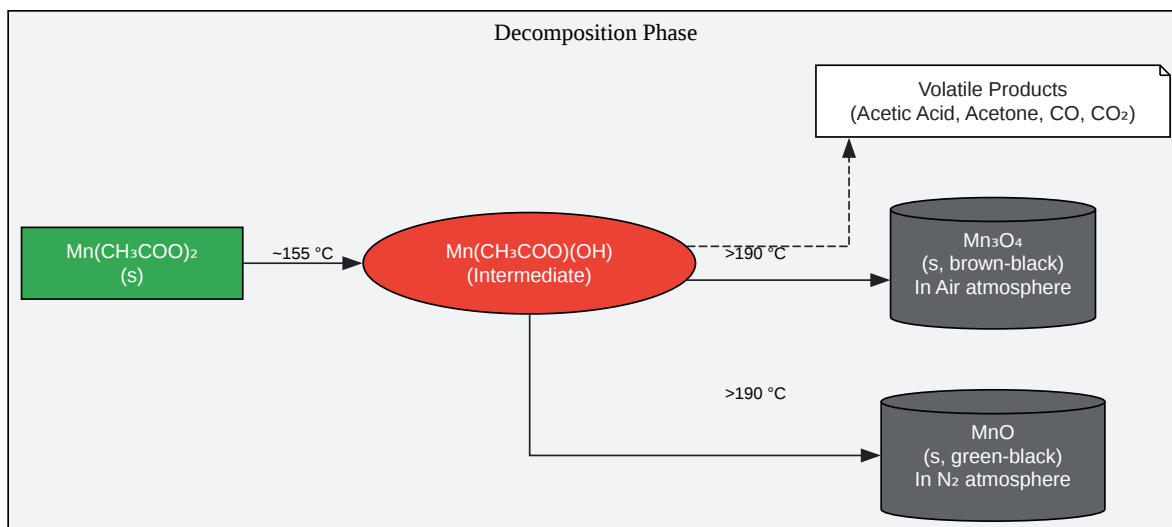 Decomposition Phase
Volatile Products
(Acetic Acid, Acetone, CO, CO₂)
Mn(CH₃COO)₂
(s)
~155 °C
Mn(CH₃COO)(OH)
(Intermediate)
>190 °C
Mn₃O₄
(s, brown-black)
In Air atmosphere
>190 °C
MnO
(s, green-black)
In N₂ atmosphere